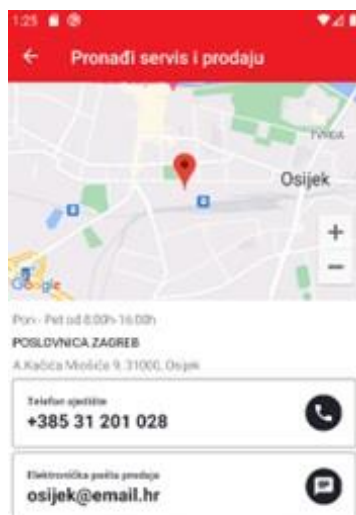 1:25
Pronađi servis i prodaju
TVRĐA
Osijek
+
−
Google
Pon - Pet od 8:00h-16:00h
POSLOVNICA ZAGREB
A.Kačića Miošića 9, 31000, Osijek
Telefon sjedište
+385 31 201 028
Elektronička pošta prodaje
osijek@email.hr